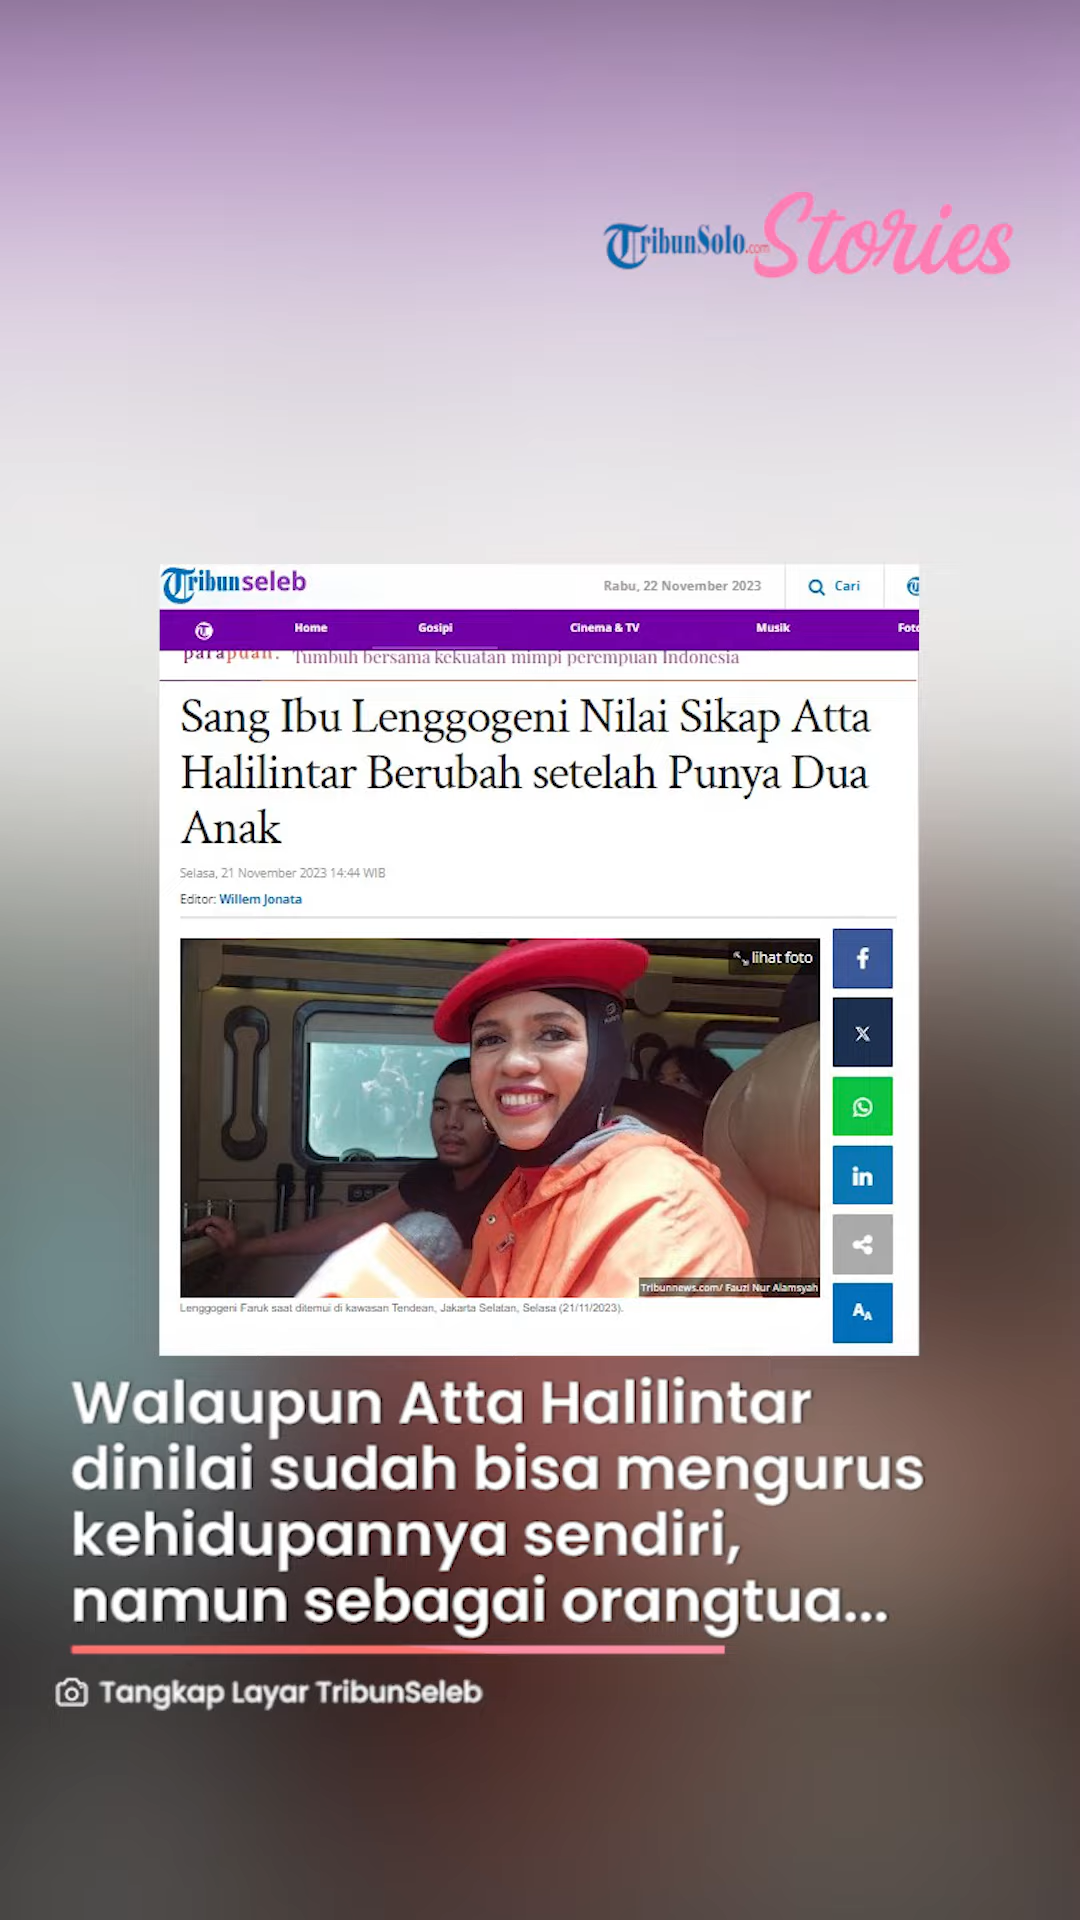 TribunSolo.com Stories
Tribunseleb
Rabu, 22 November 2023
Cari
Home
Gosipi
Cinema & TV
Musik
Foto
parapuan. Tumbuh bersama kekuatan mimpi perempuan Indonesia
Sang Ibu Lenggogeni Nilai Sikap Atta
Halilintar Berubah setelah Punya Dua
Anak
Selasa, 21 November 2023 14:44 WIB
Editor: Willem Jonata
lihat foto
Tribunnews.com/ Fauzi Nur Alamsyah
Lenggogeni Faruk saat ditemui di kawasan Tendean, Jakarta Selatan, Selasa (21/11/2023).
Walaupun Atta Halilintar
dinilai sudah bisa mengurus
kehidupannya sendiri,
namun sebagai orangtua...
Tangkap Layar TribunSeleb